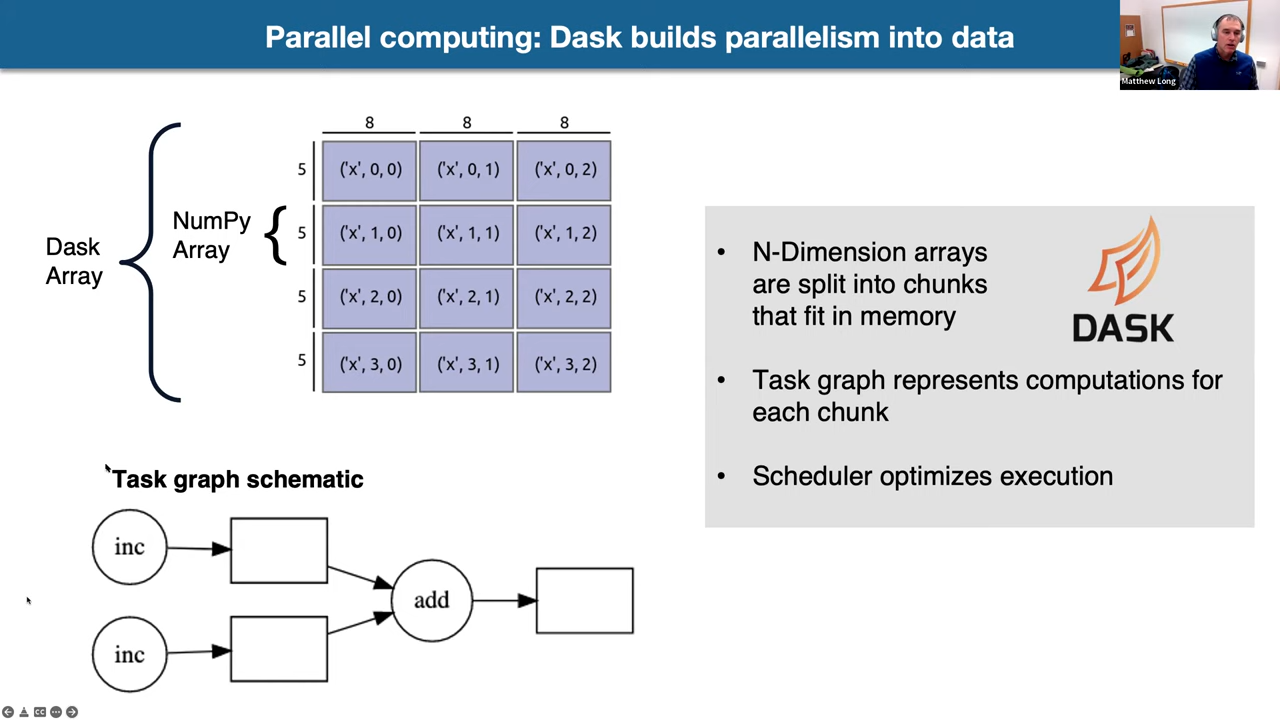 Parallel computing: Dask builds parallelism into data
Matthew Long
8 8 8
5 ('x', 0, 0) ('x', 0, 1) ('x', 0, 2)
NumPy
Array
5 ('x', 1, 0) ('x', 1, 1) ('x', 1, 2)
Dask
Array
5 ('x', 2, 0) ('x', 2, 1) ('x', 2, 2)
5 ('x', 3, 0) ('x', 3, 1) ('x', 3, 2)
• N-Dimension arrays
are split into chunks
that fit in memory
DASK
• Task graph represents computations for
each chunk
• Scheduler optimizes execution
Task graph schematic
inc
add
inc
CC